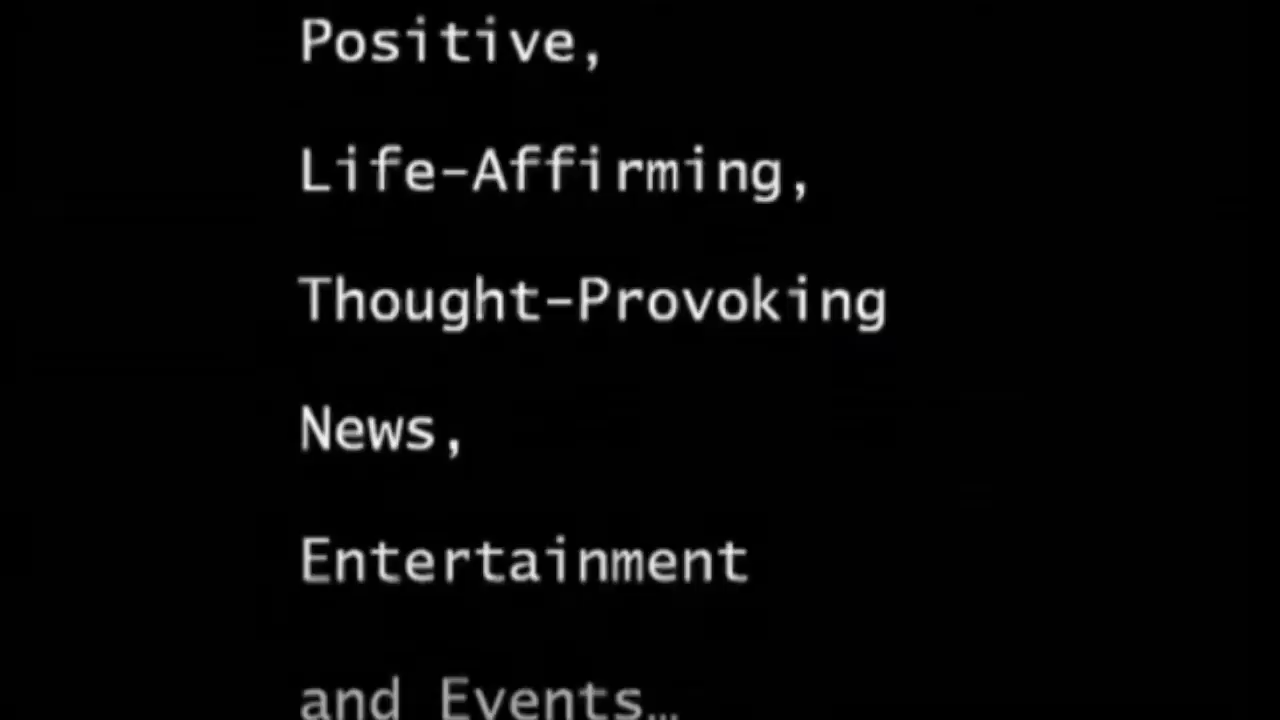 Positive,
Life-Affirming,
Thought-Provoking
News,
Entertainment
and Events…